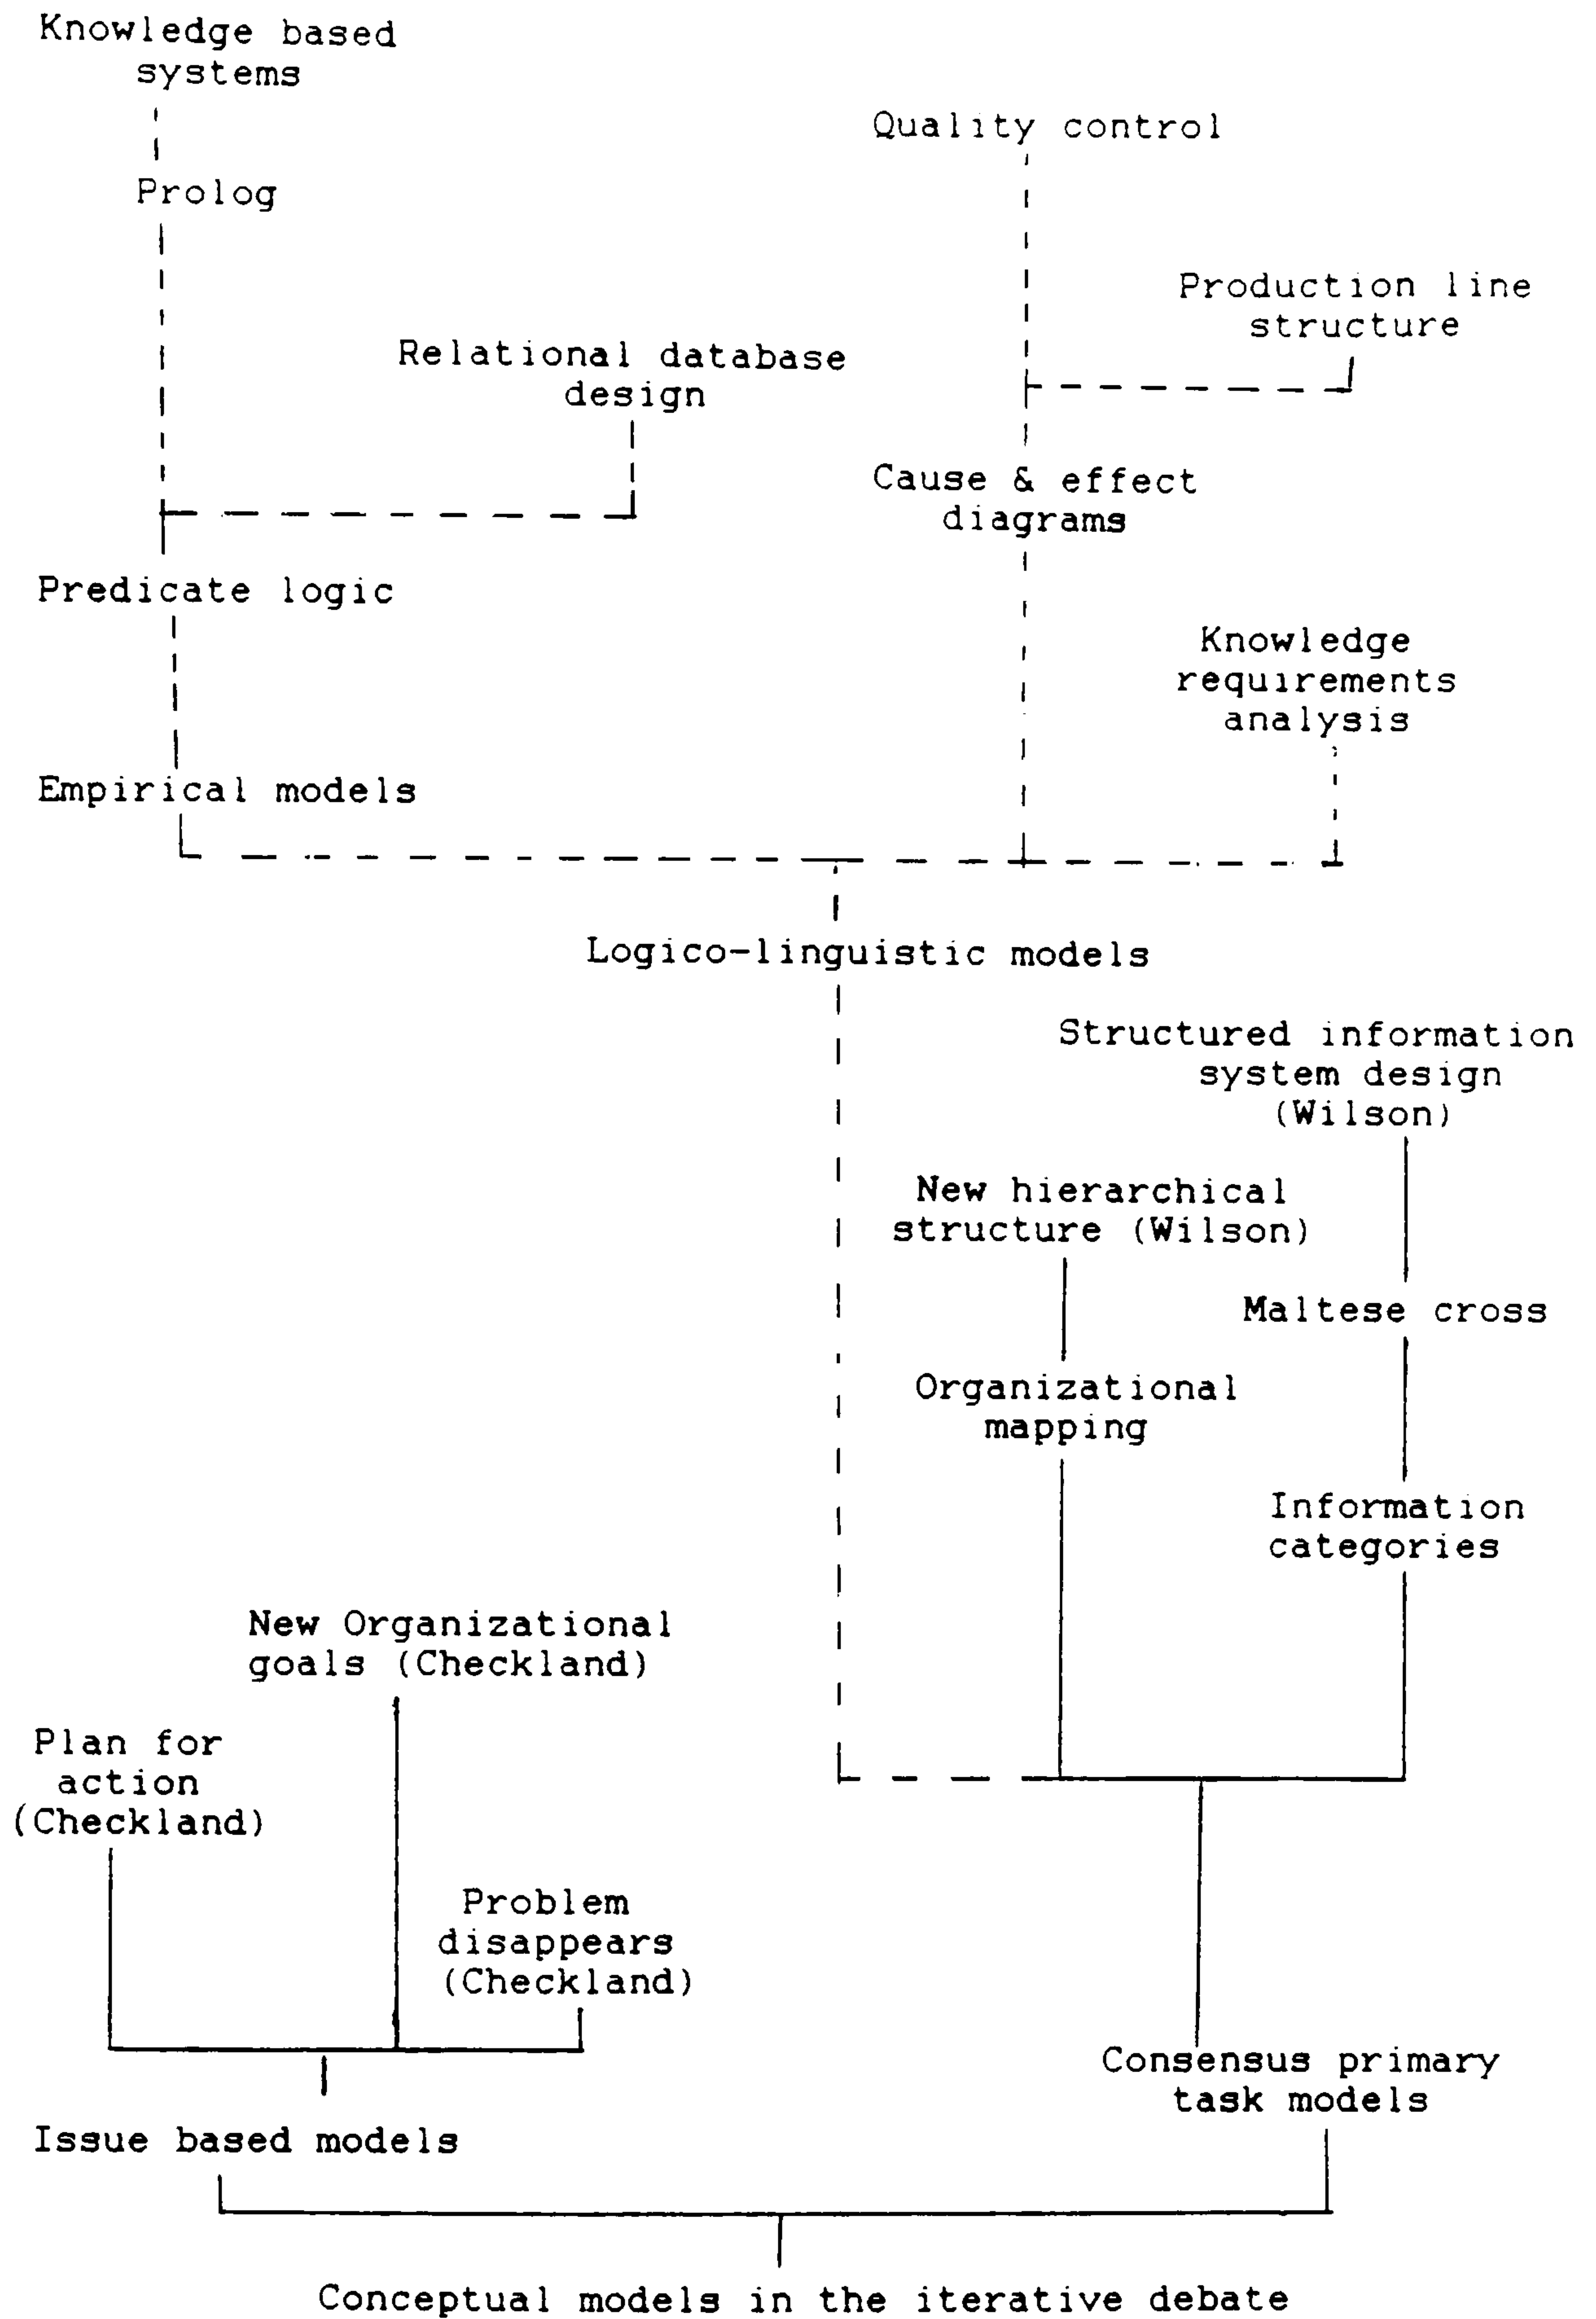 Knowledge based
systems
Quality control
Prolog
Production line
structure
Relational database
design
Cause & effect
diagrams
Predicate logic
Knowledge
requirements
analysis
Empirical models
Logico-linguistic models
Structured information
system design
(Wilson)
New hierarchical
structure (Wilson)
Maltese cross
Organizational
mapping
Information
categories
New Organizational
goals (Checkland)
Plan for
action
(Checkland)
Problem
disappears
(Checkland)
Consensus primary
task models
Issue based models
Conceptual models in the iterative debate